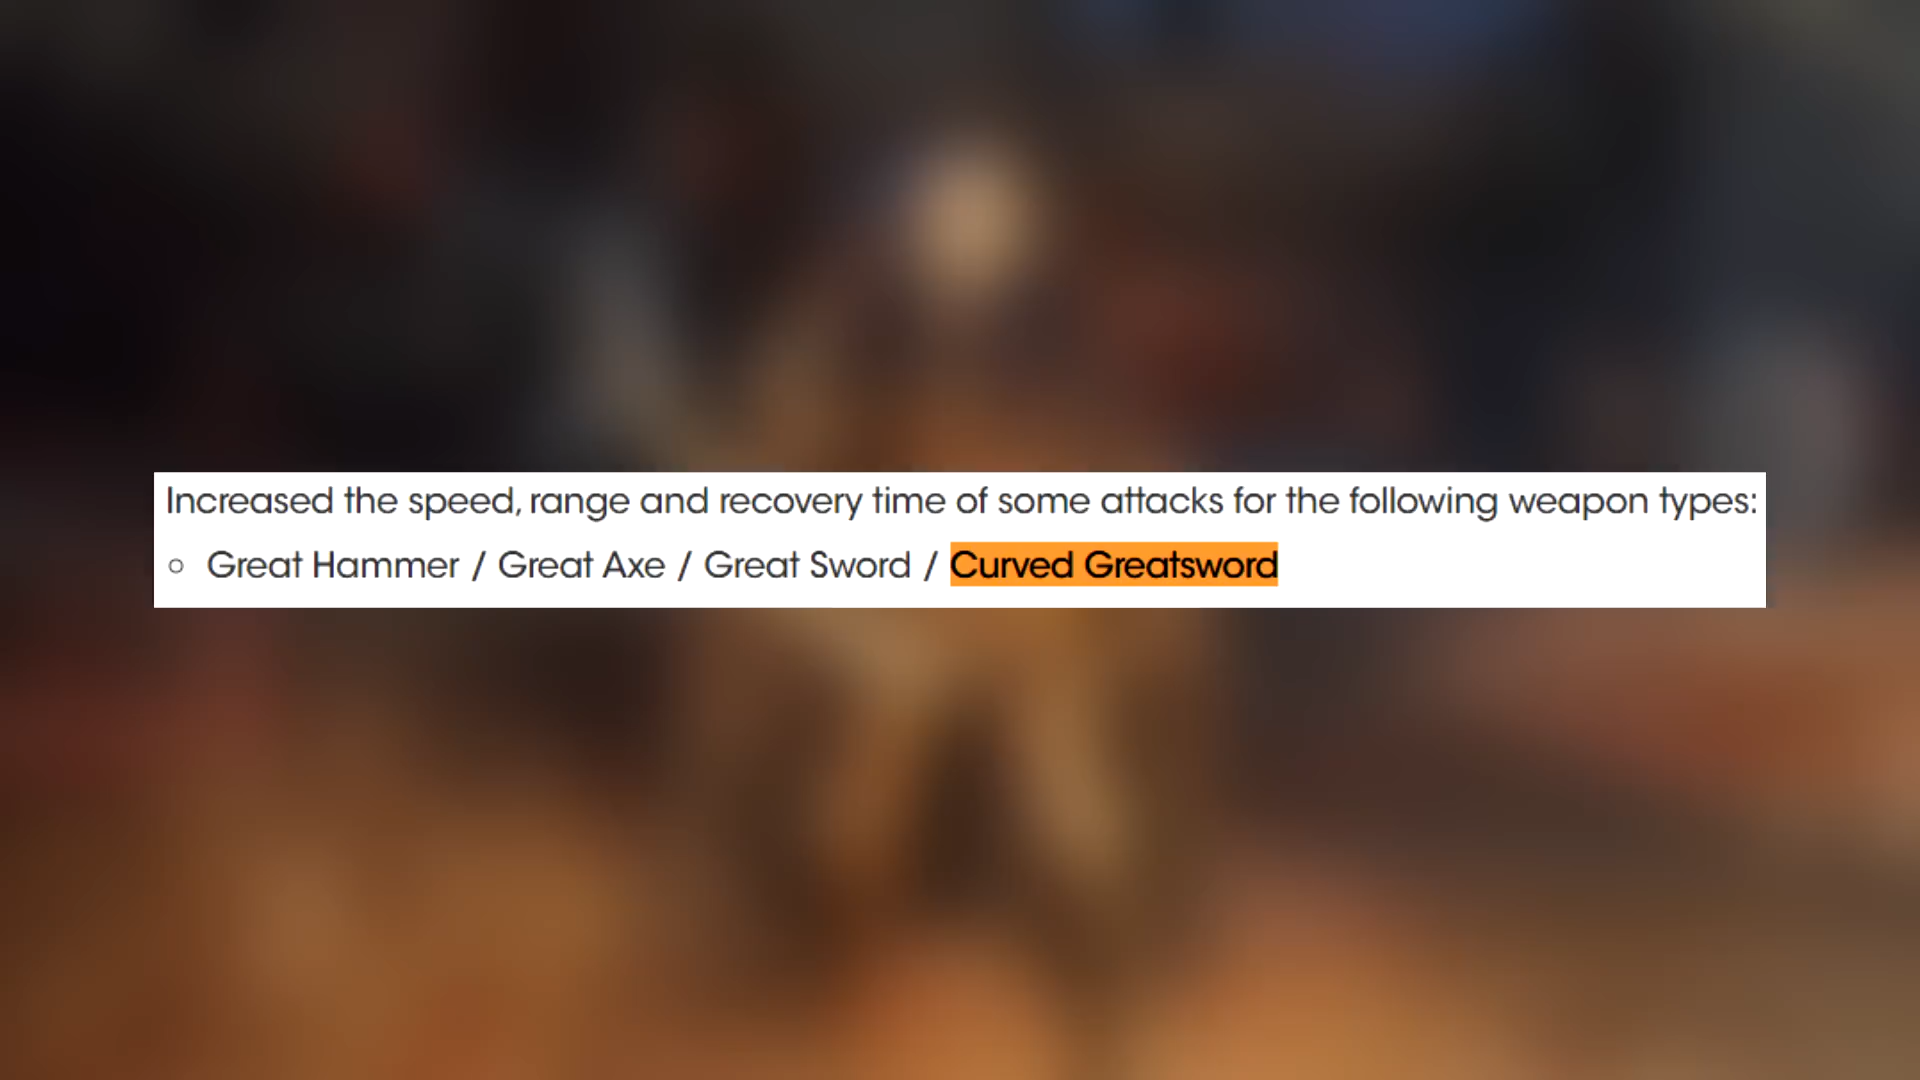 Increased the speed, range and recovery time of some attacks for the following weapon types:
○ Great Hammer / Great Axe / Great Sword / Curved Greatsword